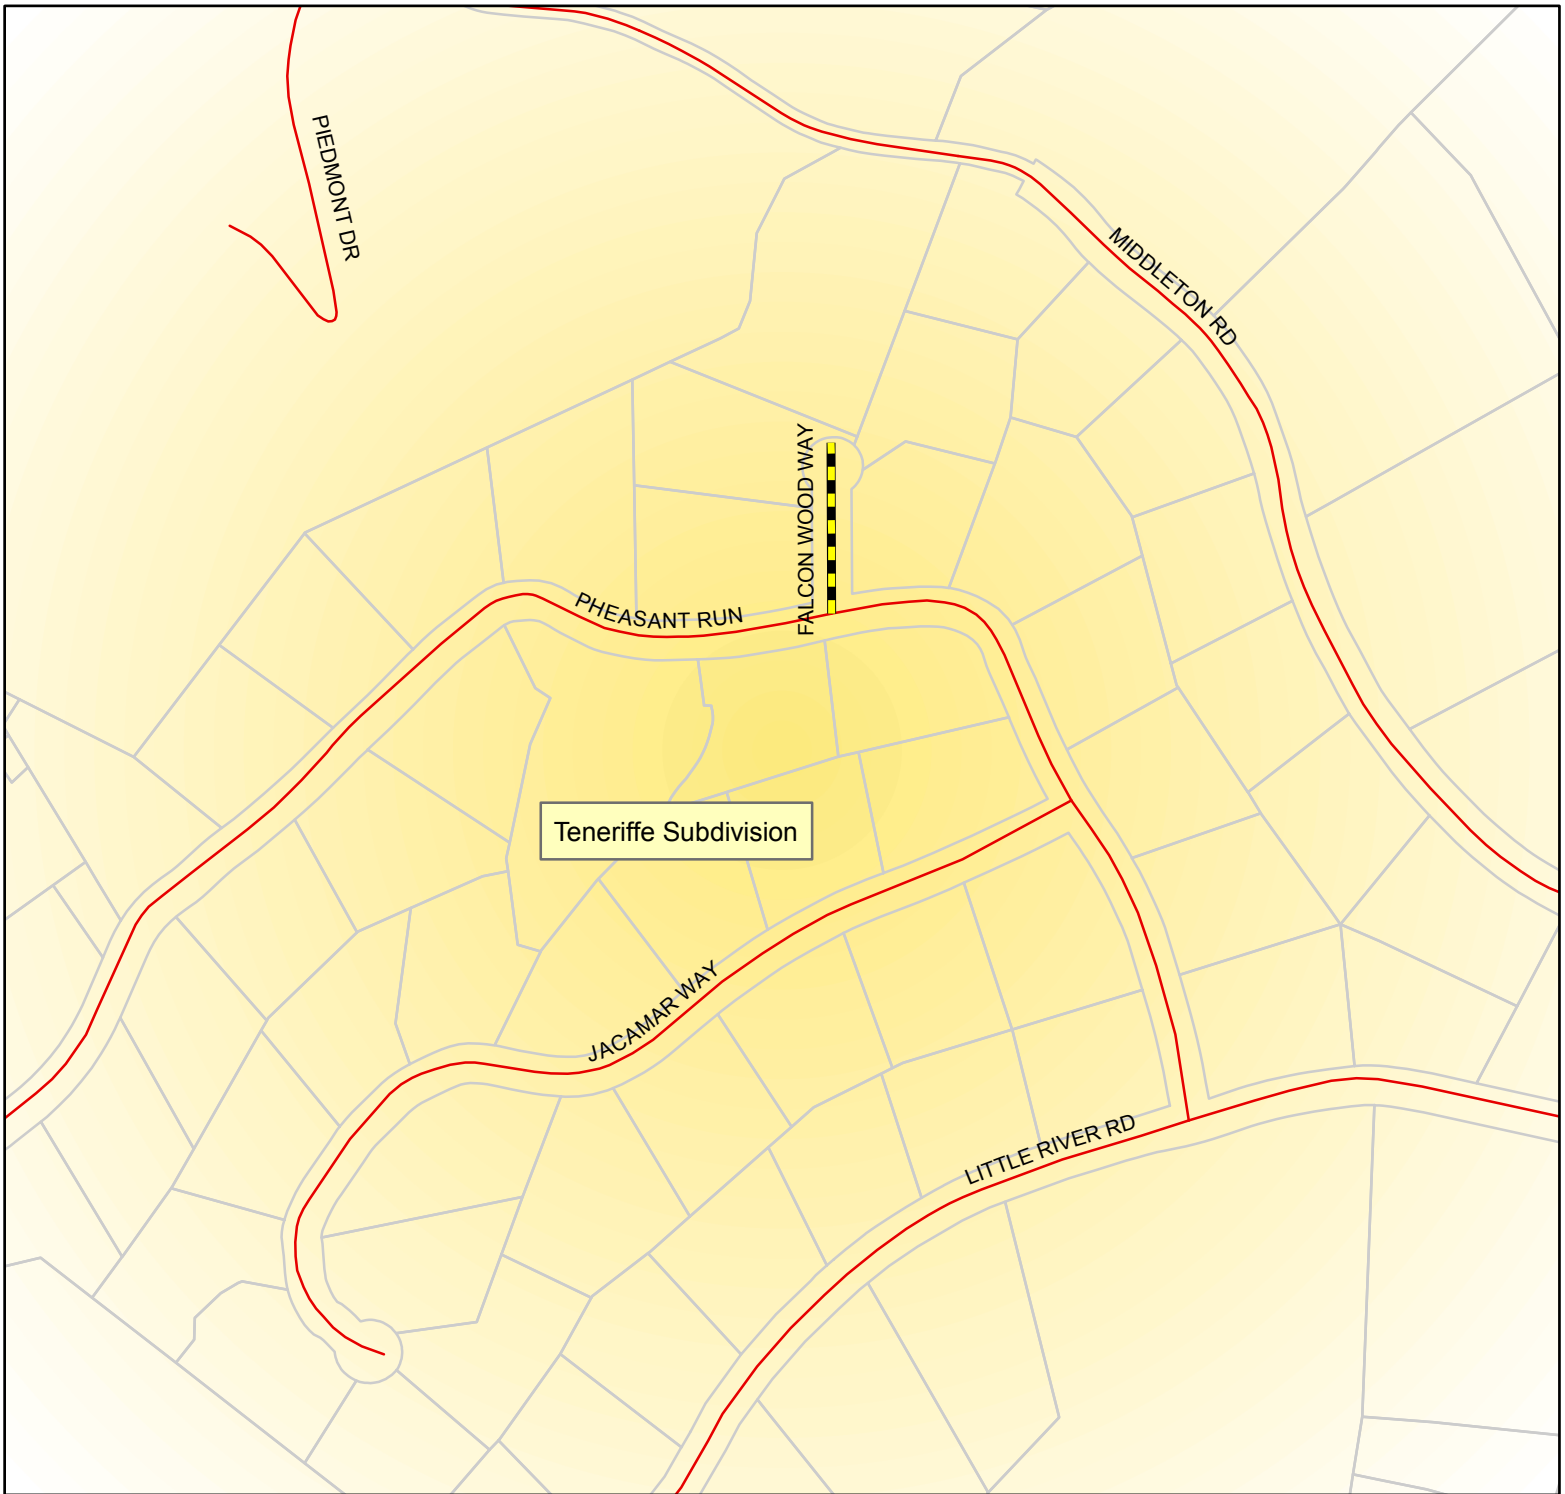 PIEDMONT DR
MIDDLETON RD
FALCON WOOD WAY
PHEASANT RUN
Teneriffe Subdivision
JACAMAR WAY
LITTLE RIVER RD